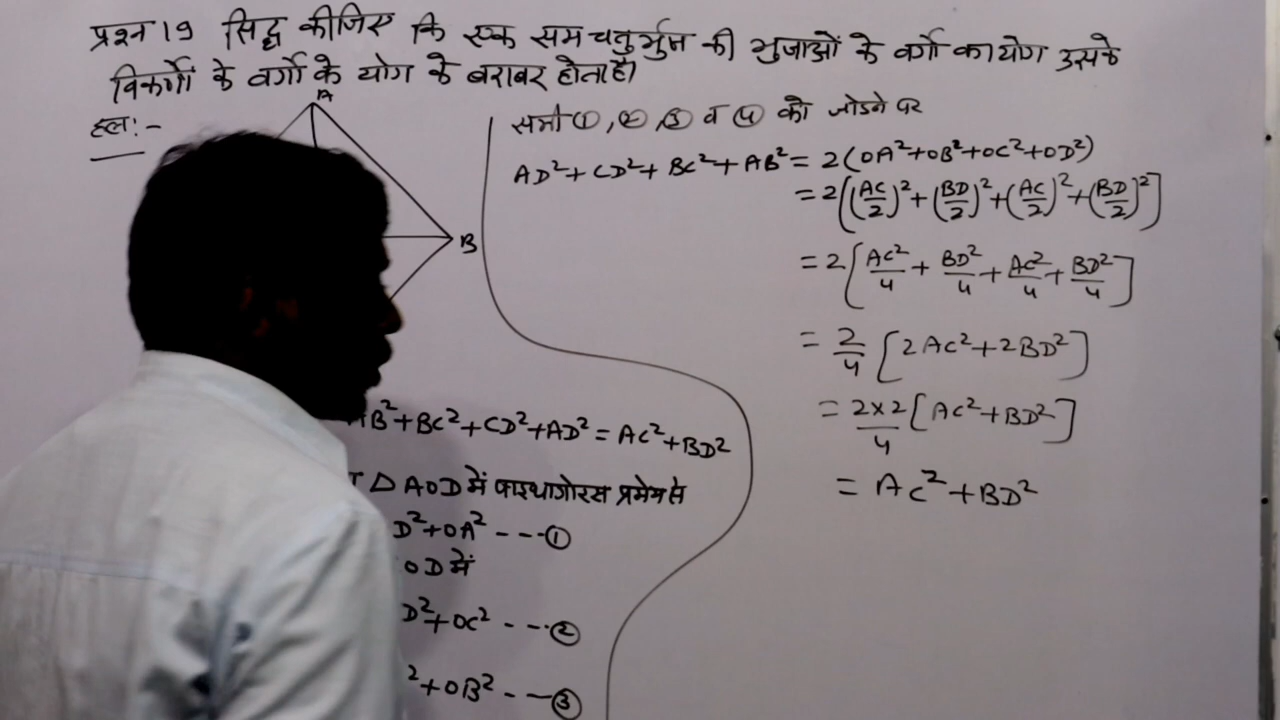 प्रश्न 19 सिद्ध कीजिए कि एक समचतुर्भुज की भुजाओं के वर्गों का योग उसके
विकर्णों के वर्गों के योग के बराबर होता है।
हल:-
A
B
AB²+BC²+CD²+AD²=AC²+BD²
△AOD में पाइथागोरस प्रमेय से
D²+OA² ---①
OD में
D²+OC² ---②
²+OB² ---③
समी ①,②,③ व ④ को जोडने पर
AD²+CD²+BC²+AB²=2(OA²+OB²+OC²+OD²)
=2[(AC/2)²+(BD/2)²+(AC/2)²+(BD/2)²]
=2[AC²/4+BD²/4+AC²/4+BD²/4]
=2/4[2AC²+2BD²]
=2×2/4[AC²+BD²]
=AC²+BD²